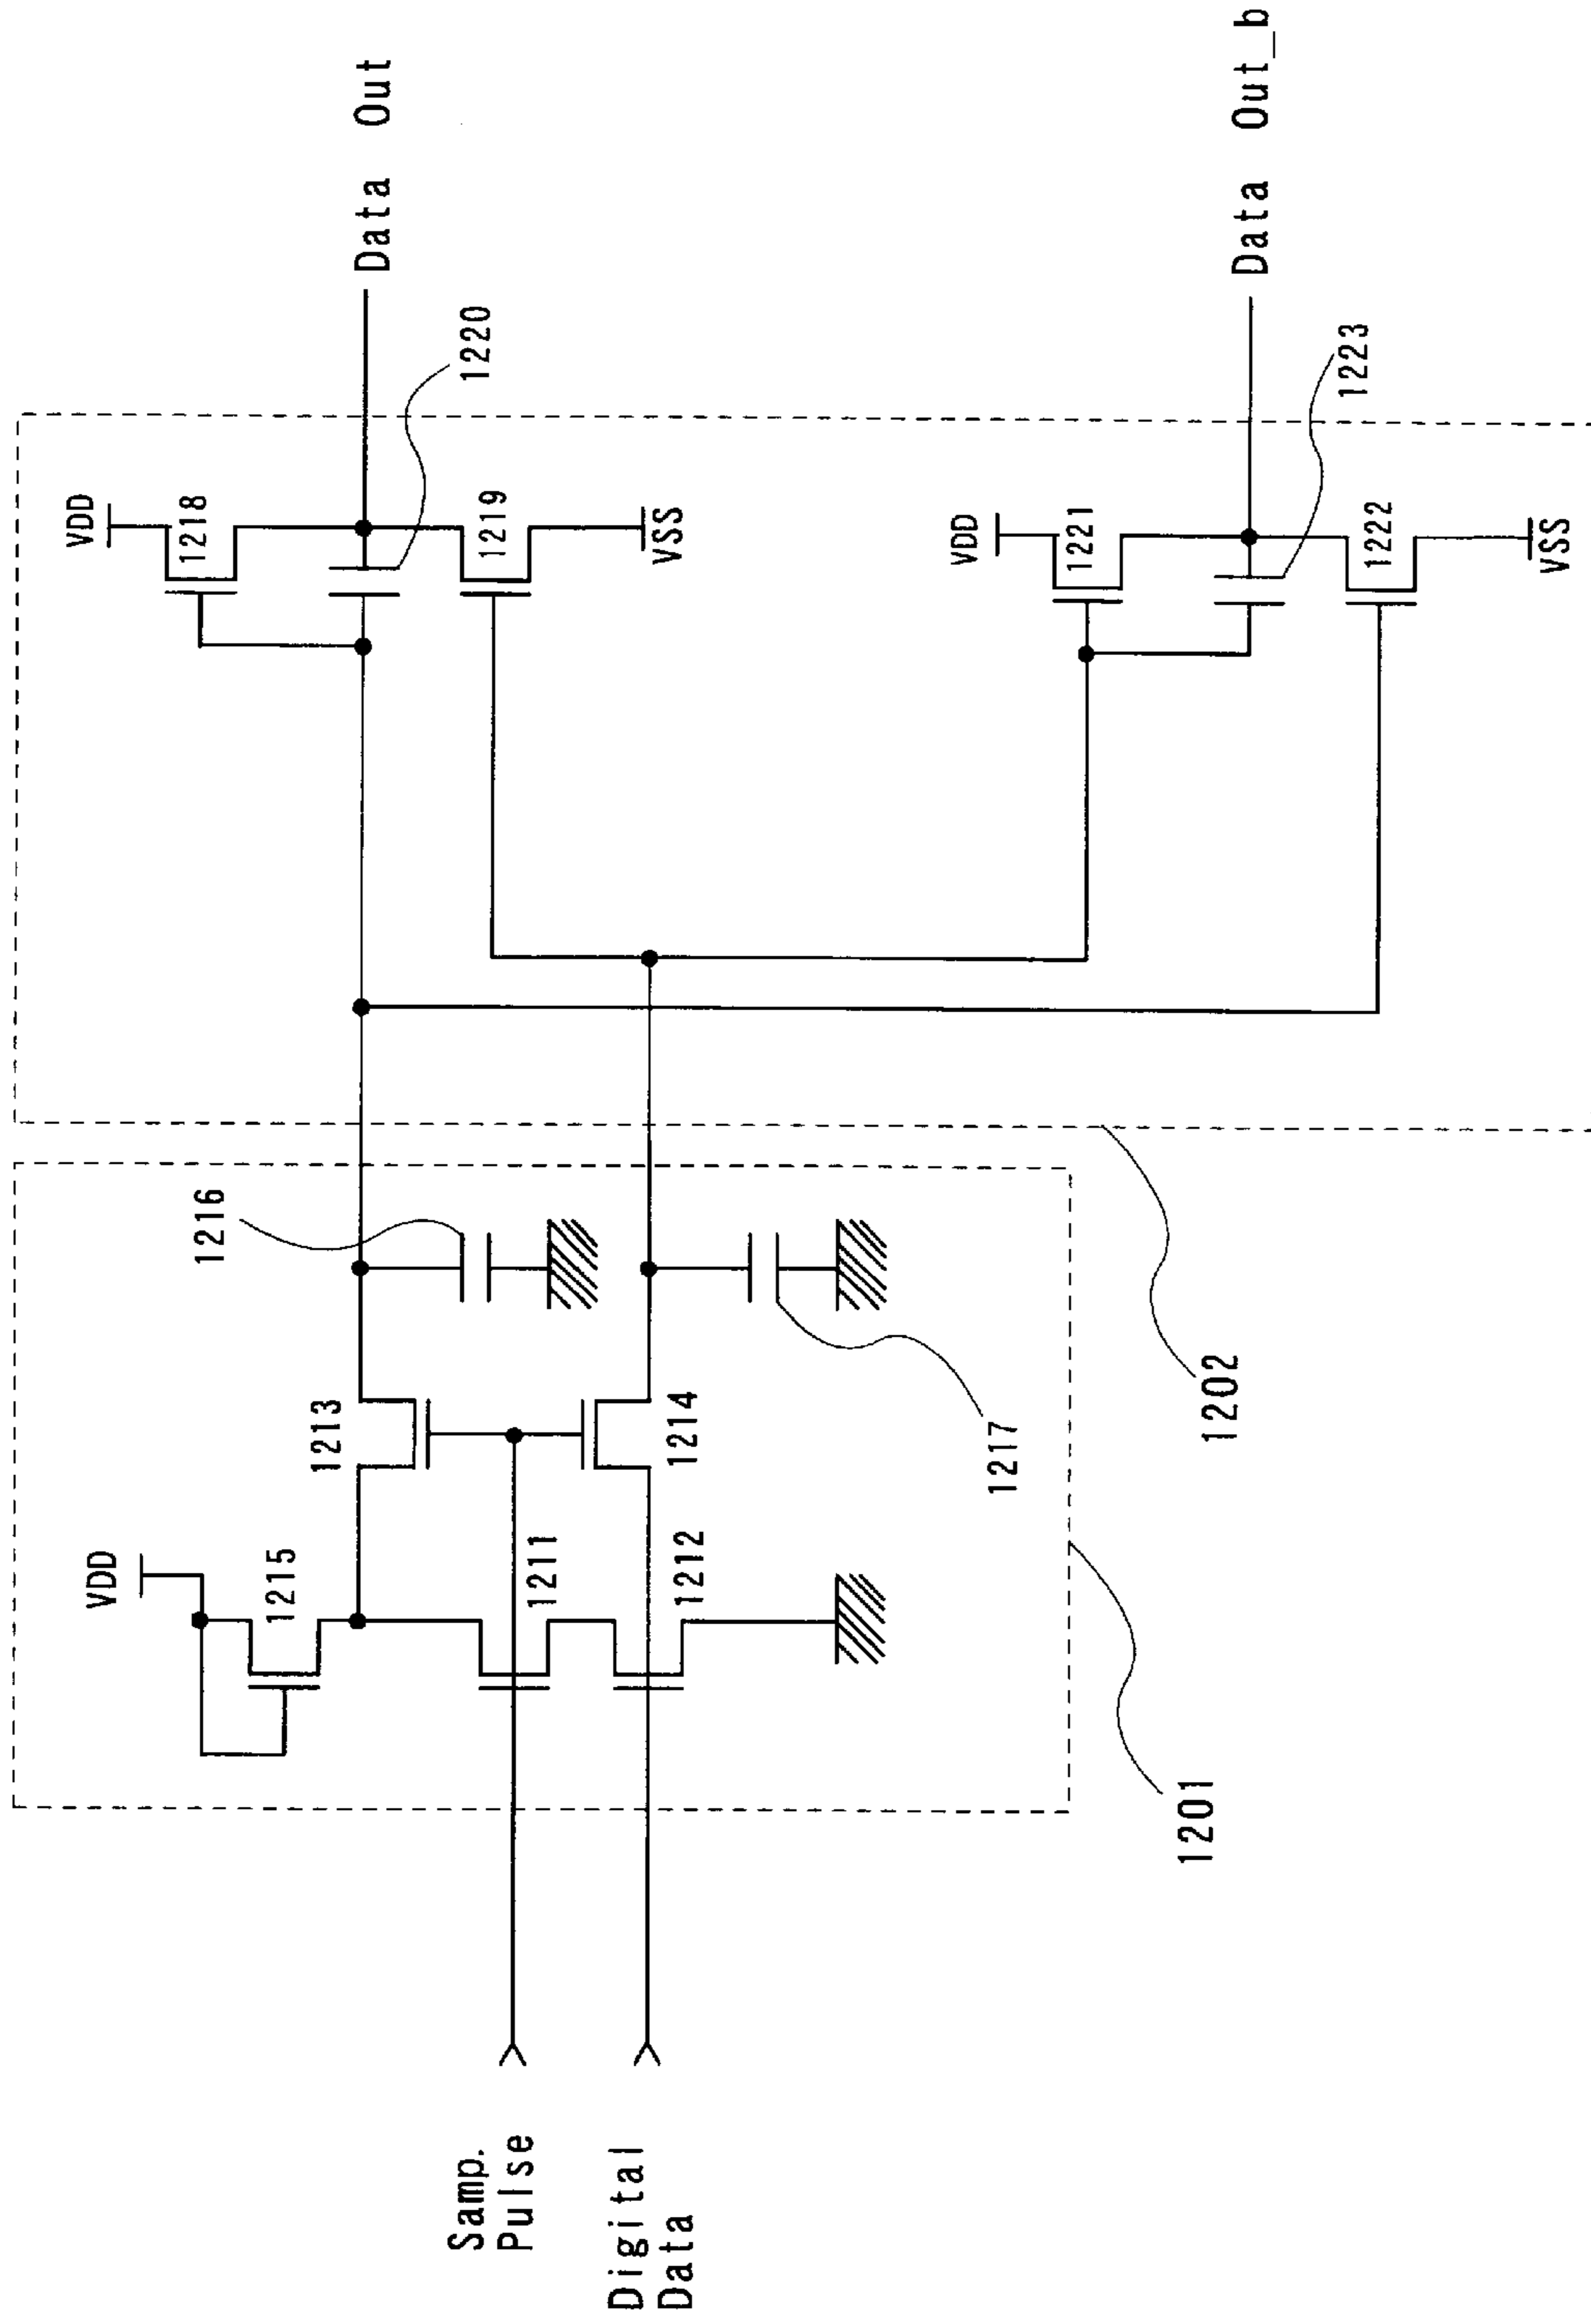 Samp.
Pulse
Digital
Data
VDD
1215
1211
1212
1213
1214
1216
1217
1201
1202
VDD
1218
1219
VSS
1220
Data Out
VDD
1221
1222
VSS
1223
Data Out_b